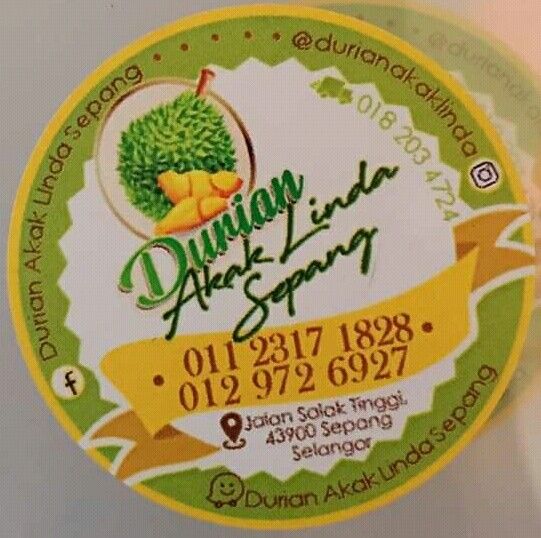 Durian Akak Linda Sepang
@durianakaklinda
018 203 4724
Durian
Akak Linda
Sepang
011 2317 1828
012 972 6927
Jalan Salak Tinggi,
43900 Sepang
Selangor
Durian Akak Linda Sepang